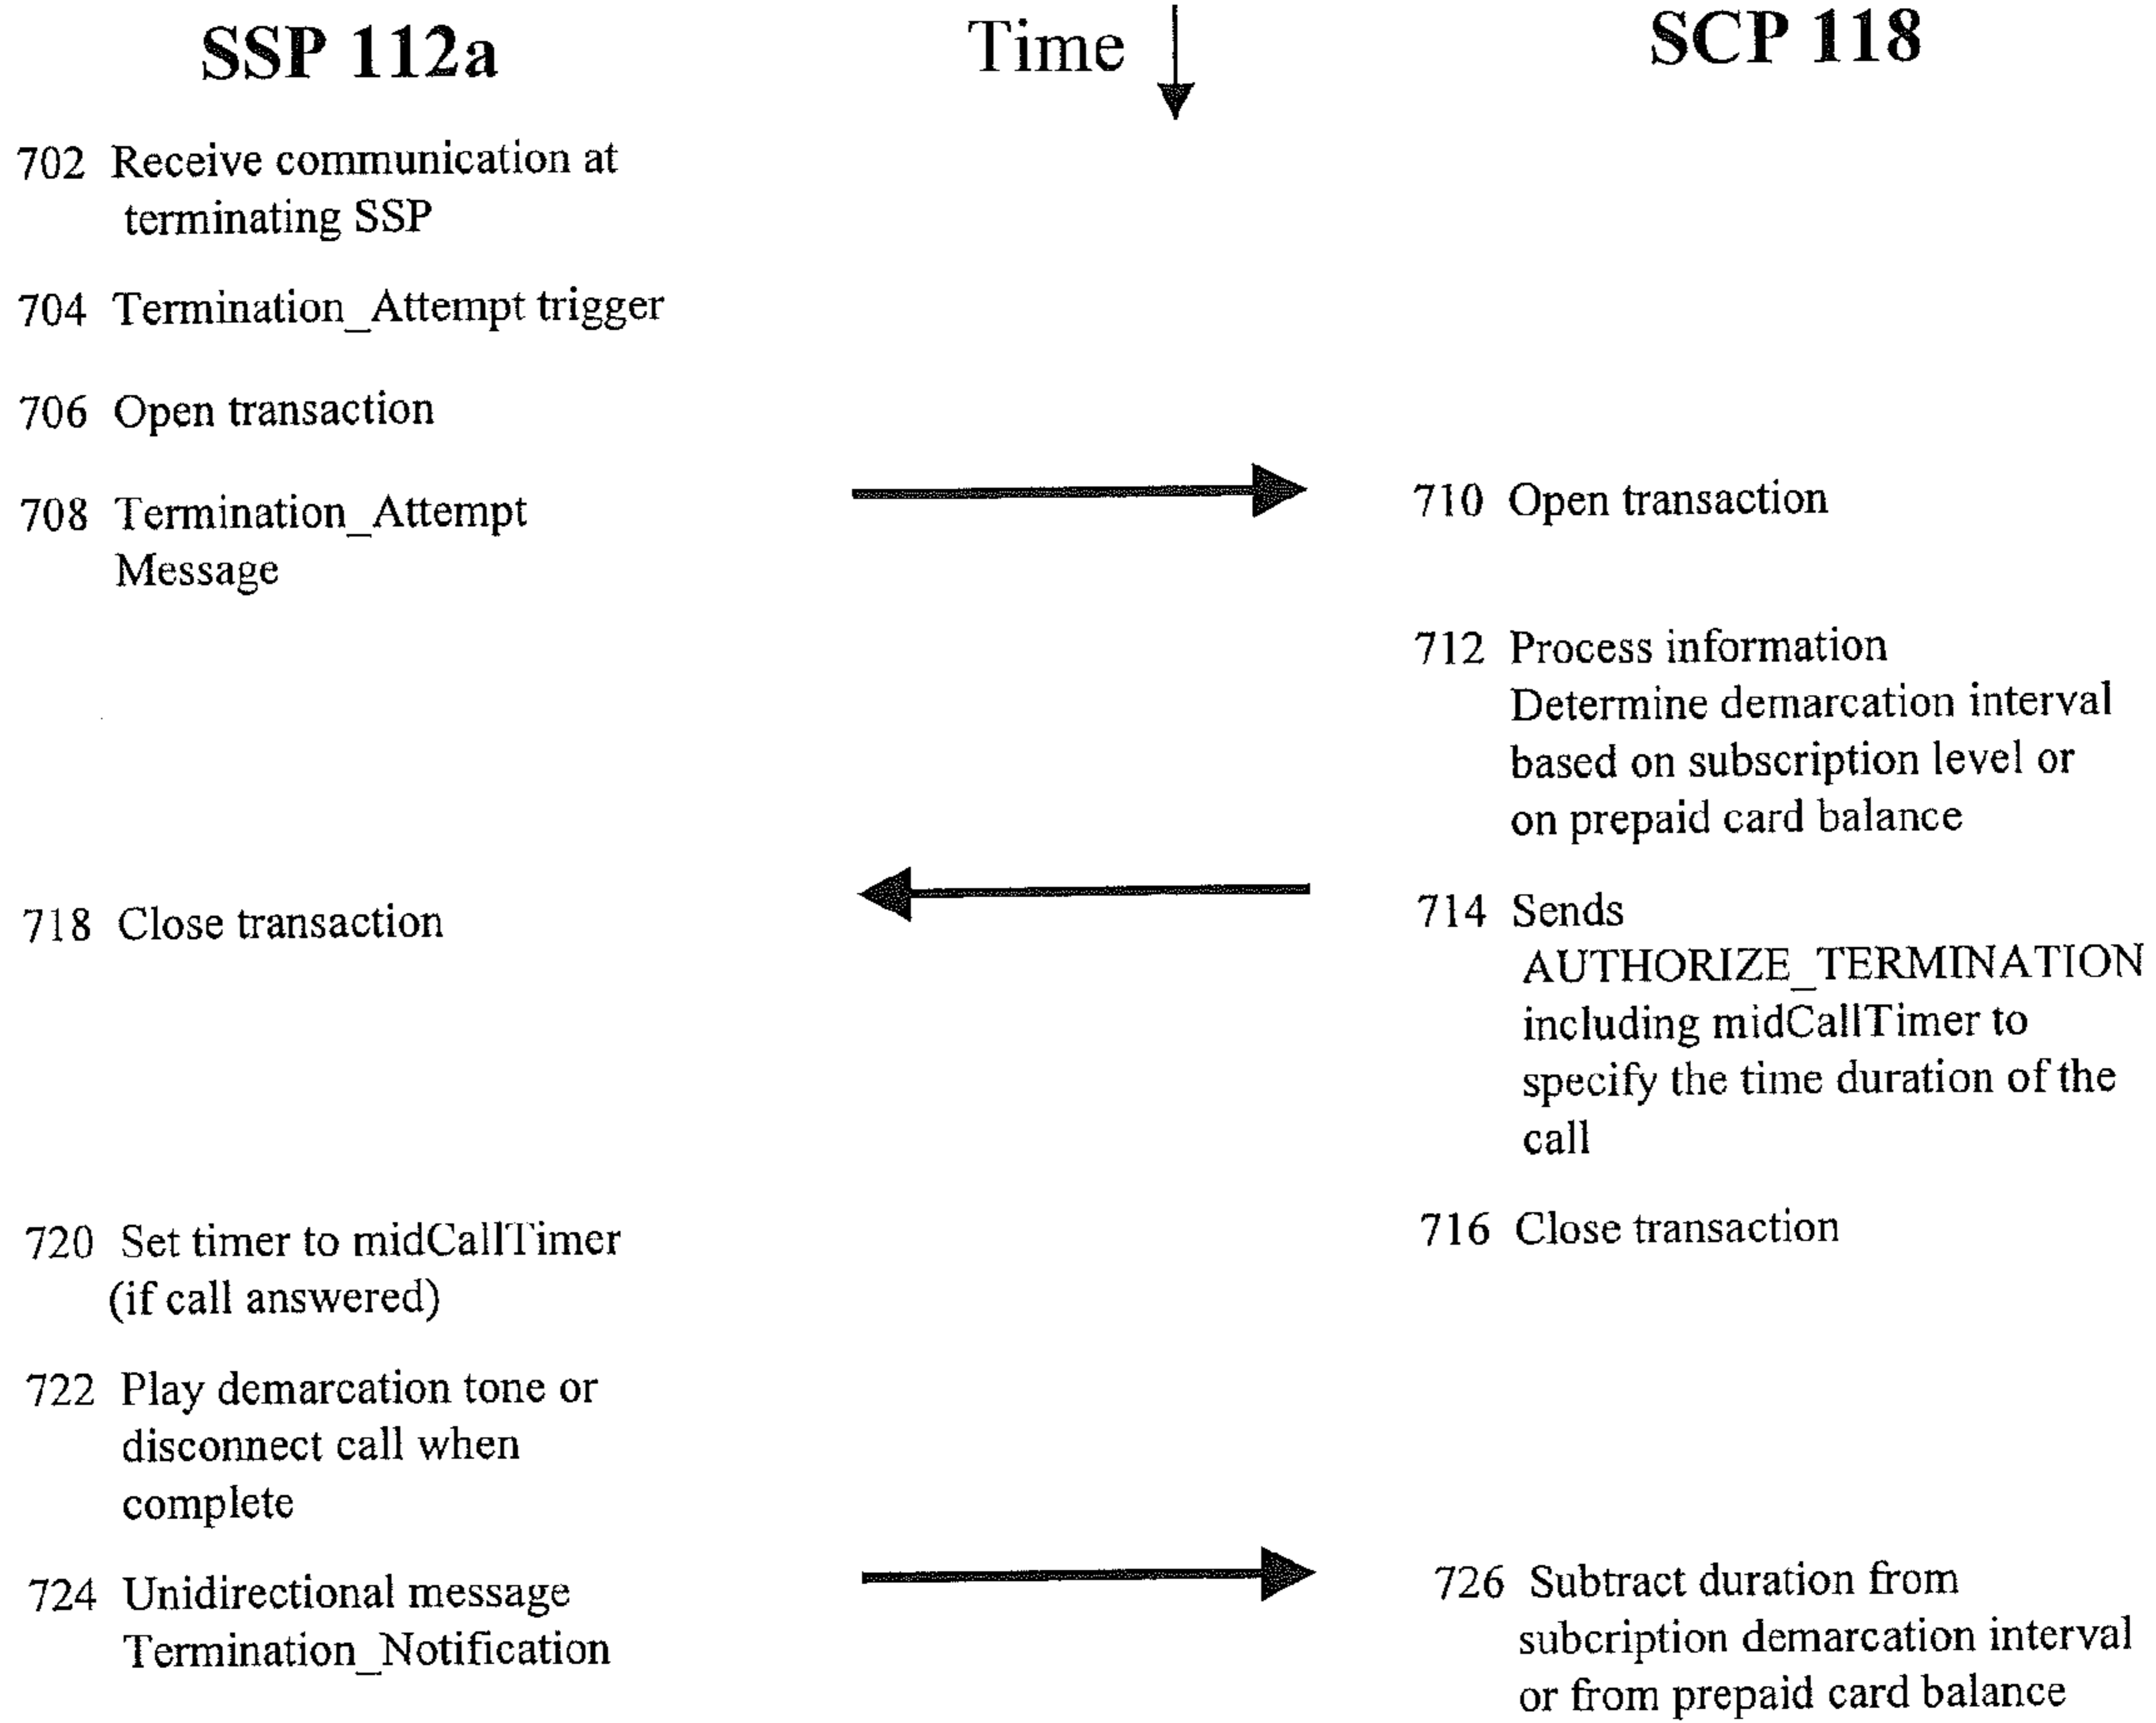 SSP 112a
Time
SCP 118
702 Receive communication at
terminating SSP
704 Termination_Attempt trigger
706 Open transaction
708 Termination_Attempt
Message
710 Open transaction
712 Process information
Determine demarcation interval
based on subscription level or
on prepaid card balance
718 Close transaction
714 Sends
AUTHORIZE_TERMINATION
including midCallTimer to
specify the time duration of the
call
720 Set timer to midCallTimer
(if call answered)
716 Close transaction
722 Play demarcation tone or
disconnect call when
complete
724 Unidirectional message
Termination_Notification
726 Subtract duration from
subcription demarcation interval
or from prepaid card balance